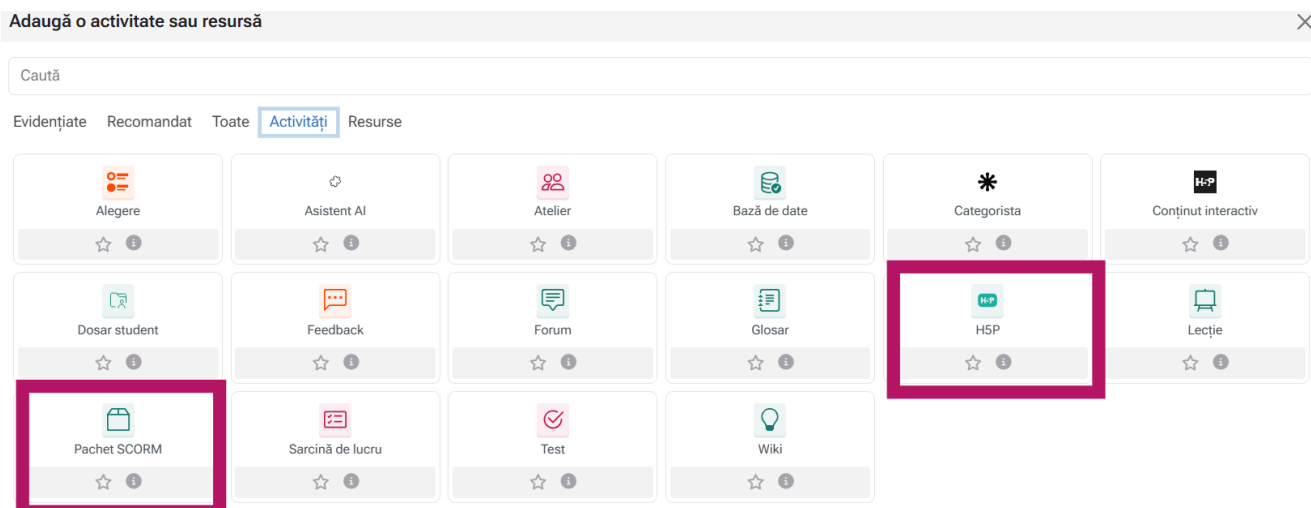 Adaugă o activitate sau resursă
Caută
Evidențiate Recomandat Toate Activități Resurse
H-P
Alegere Asistent AI Atelier Bază de date Categorista Conținut interactiv
H-P
Dosar student Feedback Forum Glosar H5P Lecție
Pachet SCORM Sarcină de lucru Test Wiki